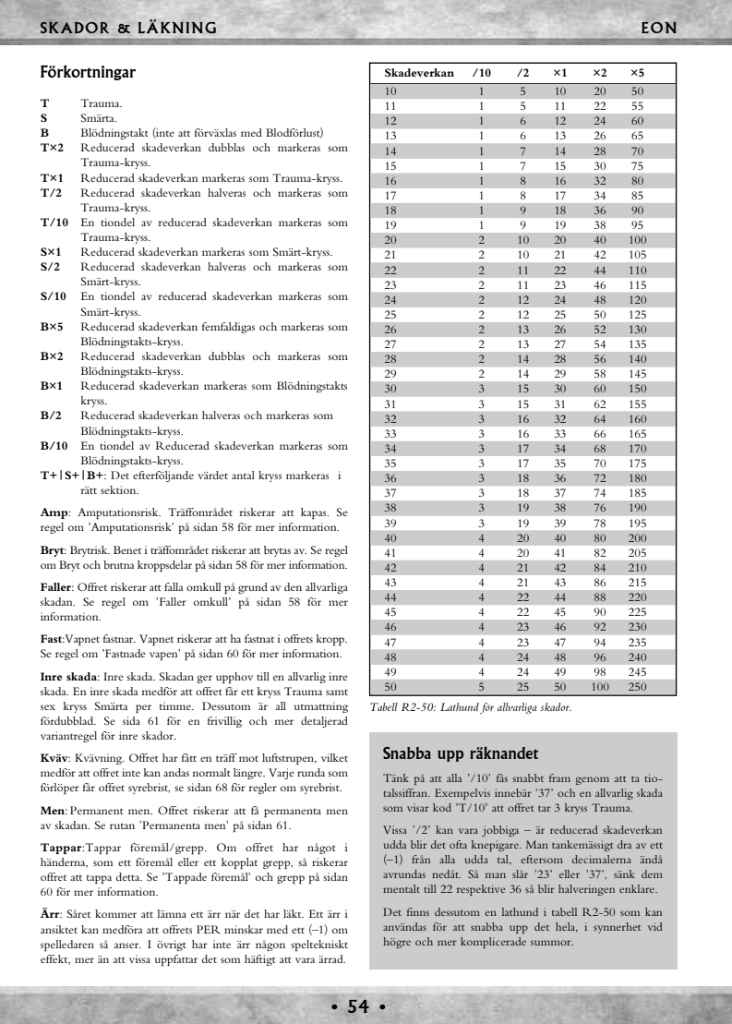 SKADOR & LÄKNING
EON
Förkortningar
T Trauma.
S Smärta.
B Blödningstakt (inte att förväxlas med Blodförlust)
T×2 Reducerad skadeverkan dubblas och markeras som
Trauma-kryss.
T×1 Reducerad skadeverkan markeras som Trauma-kryss.
T/2 Reducerad skadeverkan halveras och markeras som
Trauma-kryss.
T/10 En tiondel av reducerad skadeverkan markeras som
Trauma-kryss.
S×1 Reducerad skadeverkan markeras som Smärt-kryss.
S/2 Reducerad skadeverkan halveras och markeras som
Smärt-kryss.
S/10 En tiondel av reducerad skadeverkan markeras som
Smärt-kryss.
B×5 Reducerad skadeverkan femfaldigas och markeras som
Blödningstakts-kryss.
B×2 Reducerad skadeverkan dubblas och markeras som
Blödningstakts-kryss.
B×1 Reducerad skadeverkan markeras som Blödningstakts
kryss.
B/2 Reducerad skadeverkan halveras och markeras som
Blödningstakts-kryss.
B/10 En tiondel av Reducerad skadeverkan markeras som
Blödningstakts-kryss.
T+|S+|B+: Det efterföljande värdet antal kryss markeras i
rätt sektion.
Amp: Amputationsrisk. Träffområdet riskerar att kapas. Se
regel om 'Amputationsrisk' på sidan 58 för mer information.
Bryt: Brytrisk. Benet i träffområdet riskerar att brytas av. Se regel
om Bryt och brutna kroppsdelar på sidan 58 för mer information.
Faller: Offret riskerar att falla omkull på grund av den allvarliga
skadan. Se regel om 'Faller omkull' på sidan 58 för mer
information.
Fast:Vapnet fastnar. Vapnet riskerar att ha fastnat i offrets kropp.
Se regel om 'Fastnade vapen' på sidan 60 för mer information.
Inre skada: Inre skada. Skadan ger upphov till en allvarlig inre
skada. En inre skada medför att offret får ett kryss Trauma samt
sex kryss Smärta per timme. Dessutom är all utmattning
fördubblad. Se sida 61 för en frivillig och mer detaljerad
variantregel för inre skador.
Kväv: Kvävning. Offret har fått en träff mot luftstrupen, vilket
medför att offret inte kan andas normalt längre. Varje runda som
förlöper får offret syrebrist, se sidan 68 för regler om syrebrist.
Men: Permanent men. Offret riskerar att få permanenta men
av skadan. Se rutan 'Permanenta men' på sidan 61.
Tappar:Tappar föremål/grepp. Om offret har något i
händerna, som ett föremål eller ett kopplat grepp, så riskerar
offret att tappa detta. Se 'Tappade föremål' och grepp på sidan
60 för mer information.
Ärr: Såret kommer att lämna ett ärr när det har läkt. Ett ärr i
ansiktet kan medföra att offrets PER minskar med ett (–1) om
spelledaren så anser. I övrigt har inte ärr någon speltekniskt
effekt, mer än att vissa uppfattar det som häftigt att vara ärrad.
Skadeverkan /10 /2 ×1 ×2 ×5
10 1 5 10 20 50
11 1 5 11 22 55
12 1 6 12 24 60
13 1 6 13 26 65
14 1 7 14 28 70
15 1 7 15 30 75
16 1 8 16 32 80
17 1 8 17 34 85
18 1 9 18 36 90
19 1 9 19 38 95
20 2 10 20 40 100
21 2 10 21 42 105
22 2 11 22 44 110
23 2 11 23 46 115
24 2 12 24 48 120
25 2 12 25 50 125
26 2 13 26 52 130
27 2 13 27 54 135
28 2 14 28 56 140
29 2 14 29 58 145
30 3 15 30 60 150
31 3 15 31 62 155
32 3 16 32 64 160
33 3 16 33 66 165
34 3 17 34 68 170
35 3 17 35 70 175
36 3 18 36 72 180
37 3 18 37 74 185
38 3 19 38 76 190
39 3 19 39 78 195
40 4 20 40 80 200
41 4 20 41 82 205
42 4 21 42 84 210
43 4 21 43 86 215
44 4 22 44 88 220
45 4 22 45 90 225
46 4 23 46 92 230
47 4 23 47 94 235
48 4 24 48 96 240
49 4 24 49 98 245
50 5 25 50 100 250
Tabell R2-50: Lathund för allvarliga skador.
Snabba upp räknandet
Tänk på att alla '/10' fås snabbt fram genom att ta tio-
talssiffran. Exempelvis innebär '37' och en allvarlig skada
som visar kod 'T/10' att offret tar 3 kryss Trauma.
Vissa '/2' kan vara jobbiga – är reducerad skadeverkan
udda blir det ofta knepigare. Man tankemässigt dra av ett
(–1) från alla udda tal, eftersom decimalerna ändå
avrundas nedåt. Så man slår '23' eller '37', sänk dem
mentalt till 22 respektive 36 så blir halveringen enklare.
Det finns dessutom en lathund i tabell R2-50 som kan
användas för att snabba upp det hela, i synnerhet vid
högre och mer komplicerade summor.
• 54 •